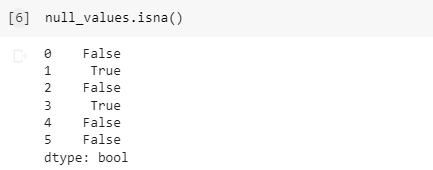 [6] null_values.isna()
0 False
1 True
2 False
3 True
4 False
5 False
dtype: bool